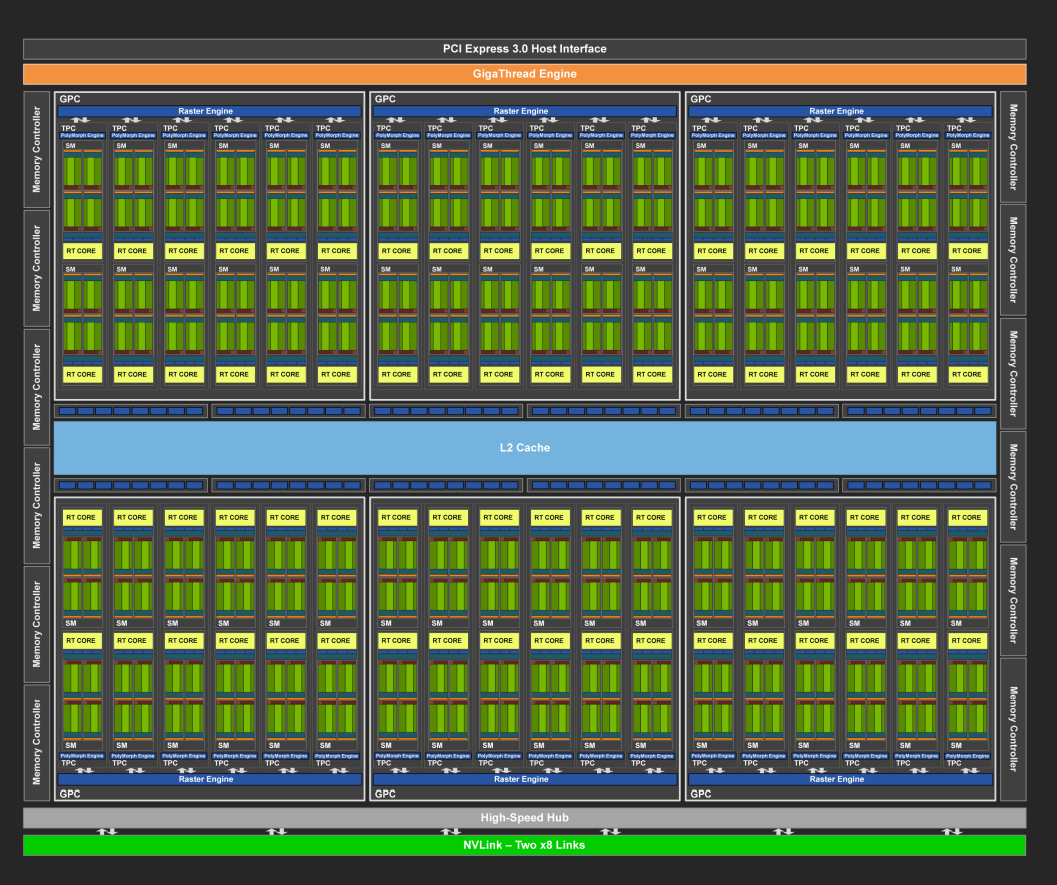 PCI Express 3.0 Host Interface
GigaThread Engine
Memory Controller
Memory Controller
Memory Controller
Memory Controller
Memory Controller
Memory Controller
GPC GPC GPC
Raster Engine Raster Engine Raster Engine
TPC TPC TPC TPC TPC TPC TPC TPC TPC TPC TPC TPC TPC TPC TPC TPC TPC TPC
PolyMorph Engine PolyMorph Engine PolyMorph Engine PolyMorph Engine PolyMorph Engine PolyMorph Engine PolyMorph Engine PolyMorph Engine PolyMorph Engine PolyMorph Engine PolyMorph Engine PolyMorph Engine PolyMorph Engine PolyMorph Engine PolyMorph Engine PolyMorph Engine PolyMorph Engine PolyMorph Engine
SM SM SM SM SM SM SM SM SM SM SM SM SM SM SM SM SM SM
RT CORE RT CORE RT CORE RT CORE RT CORE RT CORE RT CORE RT CORE RT CORE RT CORE RT CORE RT CORE RT CORE RT CORE RT CORE RT CORE RT CORE RT CORE
SM SM SM SM SM SM SM SM SM SM SM SM SM SM SM SM SM SM
RT CORE RT CORE RT CORE RT CORE RT CORE RT CORE RT CORE RT CORE RT CORE RT CORE RT CORE RT CORE RT CORE RT CORE RT CORE RT CORE RT CORE RT CORE
L2 Cache
RT CORE RT CORE RT CORE RT CORE RT CORE RT CORE RT CORE RT CORE RT CORE RT CORE RT CORE RT CORE RT CORE RT CORE RT CORE RT CORE RT CORE RT CORE
SM SM SM SM SM SM SM SM SM SM SM SM SM SM SM SM SM SM
RT CORE RT CORE RT CORE RT CORE RT CORE RT CORE RT CORE RT CORE RT CORE RT CORE RT CORE RT CORE RT CORE RT CORE RT CORE RT CORE RT CORE RT CORE
SM SM SM SM SM SM SM SM SM SM SM SM SM SM SM SM SM SM
PolyMorph Engine PolyMorph Engine PolyMorph Engine PolyMorph Engine PolyMorph Engine PolyMorph Engine PolyMorph Engine PolyMorph Engine PolyMorph Engine PolyMorph Engine PolyMorph Engine PolyMorph Engine PolyMorph Engine PolyMorph Engine PolyMorph Engine PolyMorph Engine PolyMorph Engine PolyMorph Engine
TPC TPC TPC TPC TPC TPC TPC TPC TPC TPC TPC TPC TPC TPC TPC TPC TPC TPC
Raster Engine Raster Engine Raster Engine
GPC GPC GPC
Memory Controller
Memory Controller
Memory Controller
Memory Controller
Memory Controller
Memory Controller
High-Speed Hub
NVLink – Two x8 Links